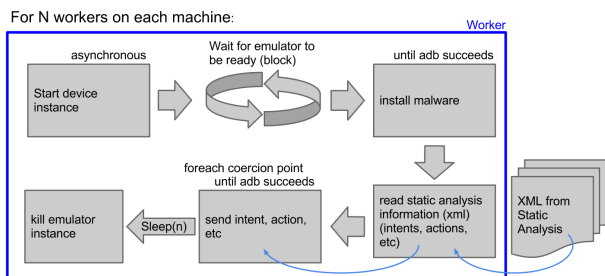 For N workers on each machine:
Worker
asynchronous
Wait for emulator to
be ready (block)
until adb succeeds
Start device
instance
install malware
foreach coercion point
until adb succeeds
kill emulator
instance
Sleep(n)
send intent, action,
etc
read static analysis
information (xml)
(intents, actions,
etc)
XML from
Static
Analysis